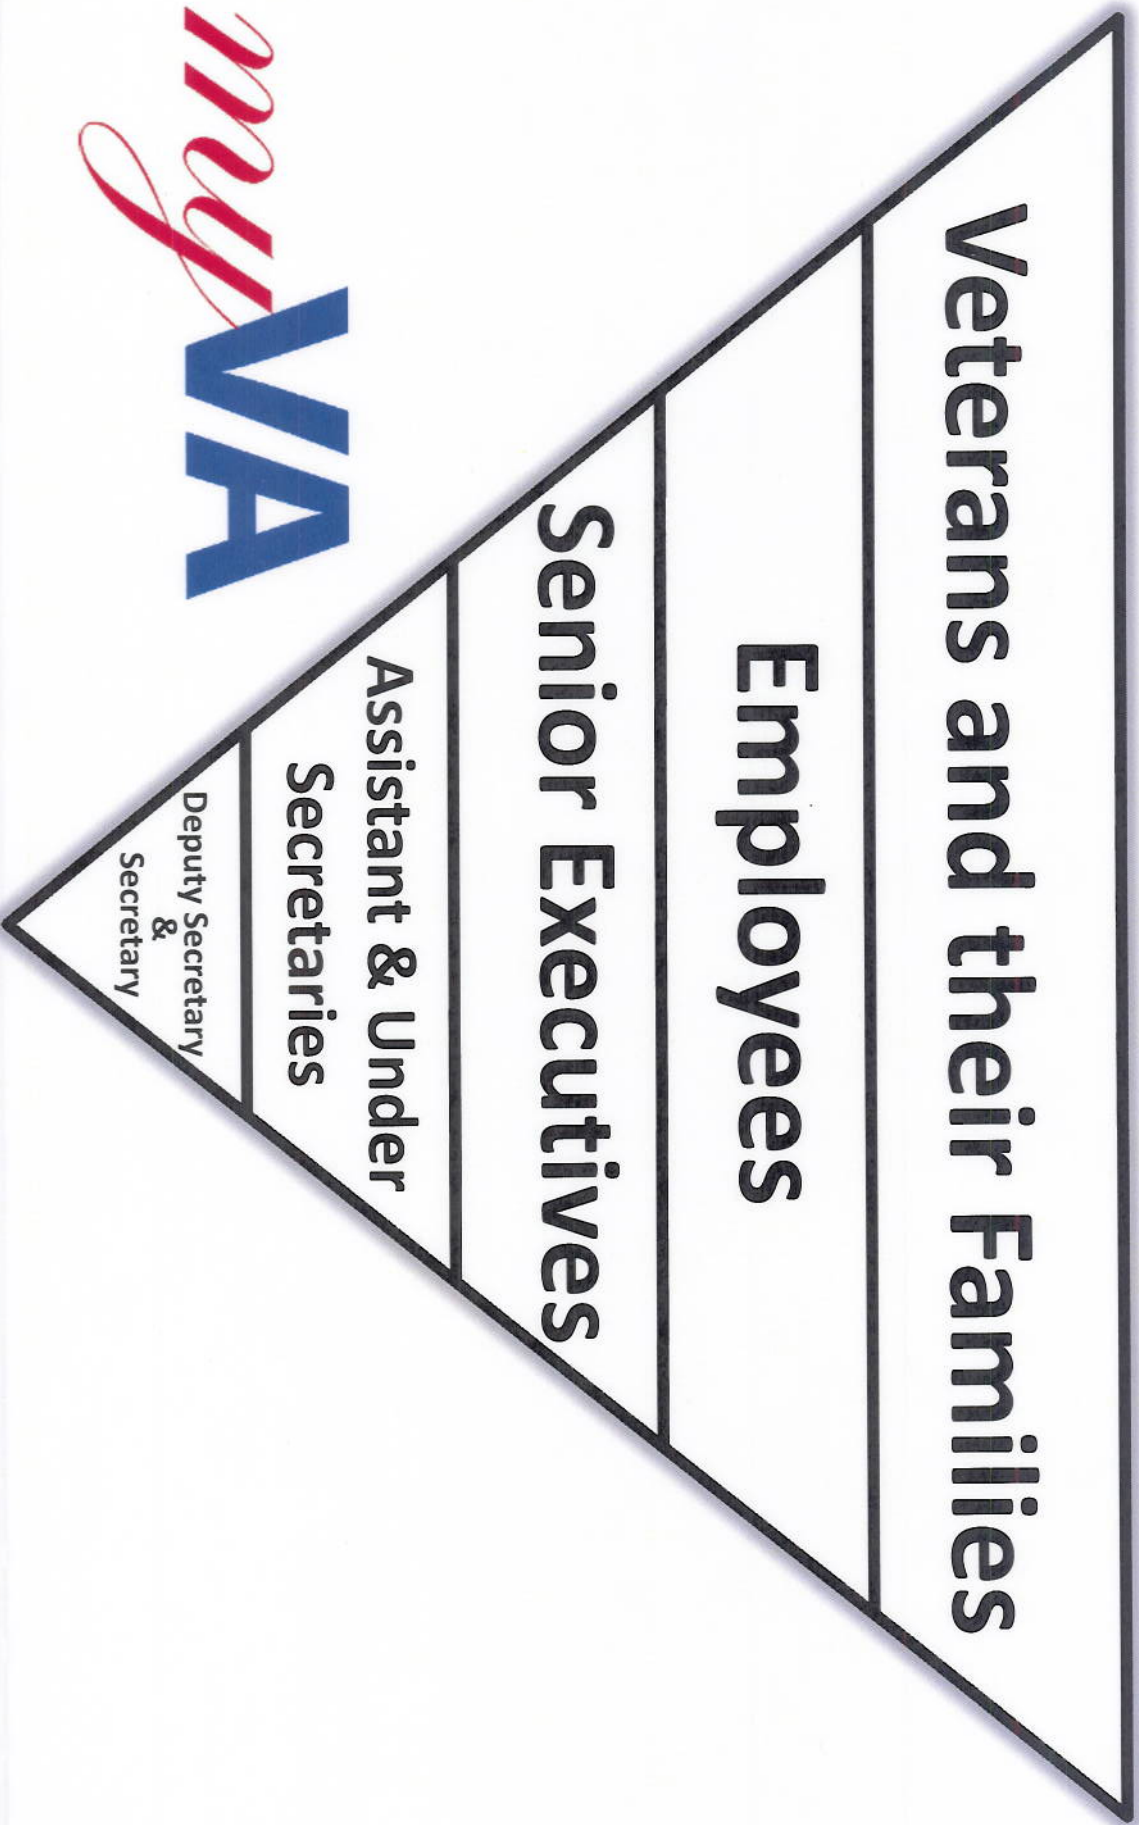 Veterans and their Families
Employees
Senior Executives
Assistant & Under
Secretaries
Deputy Secretary
&
Secretary
myVA